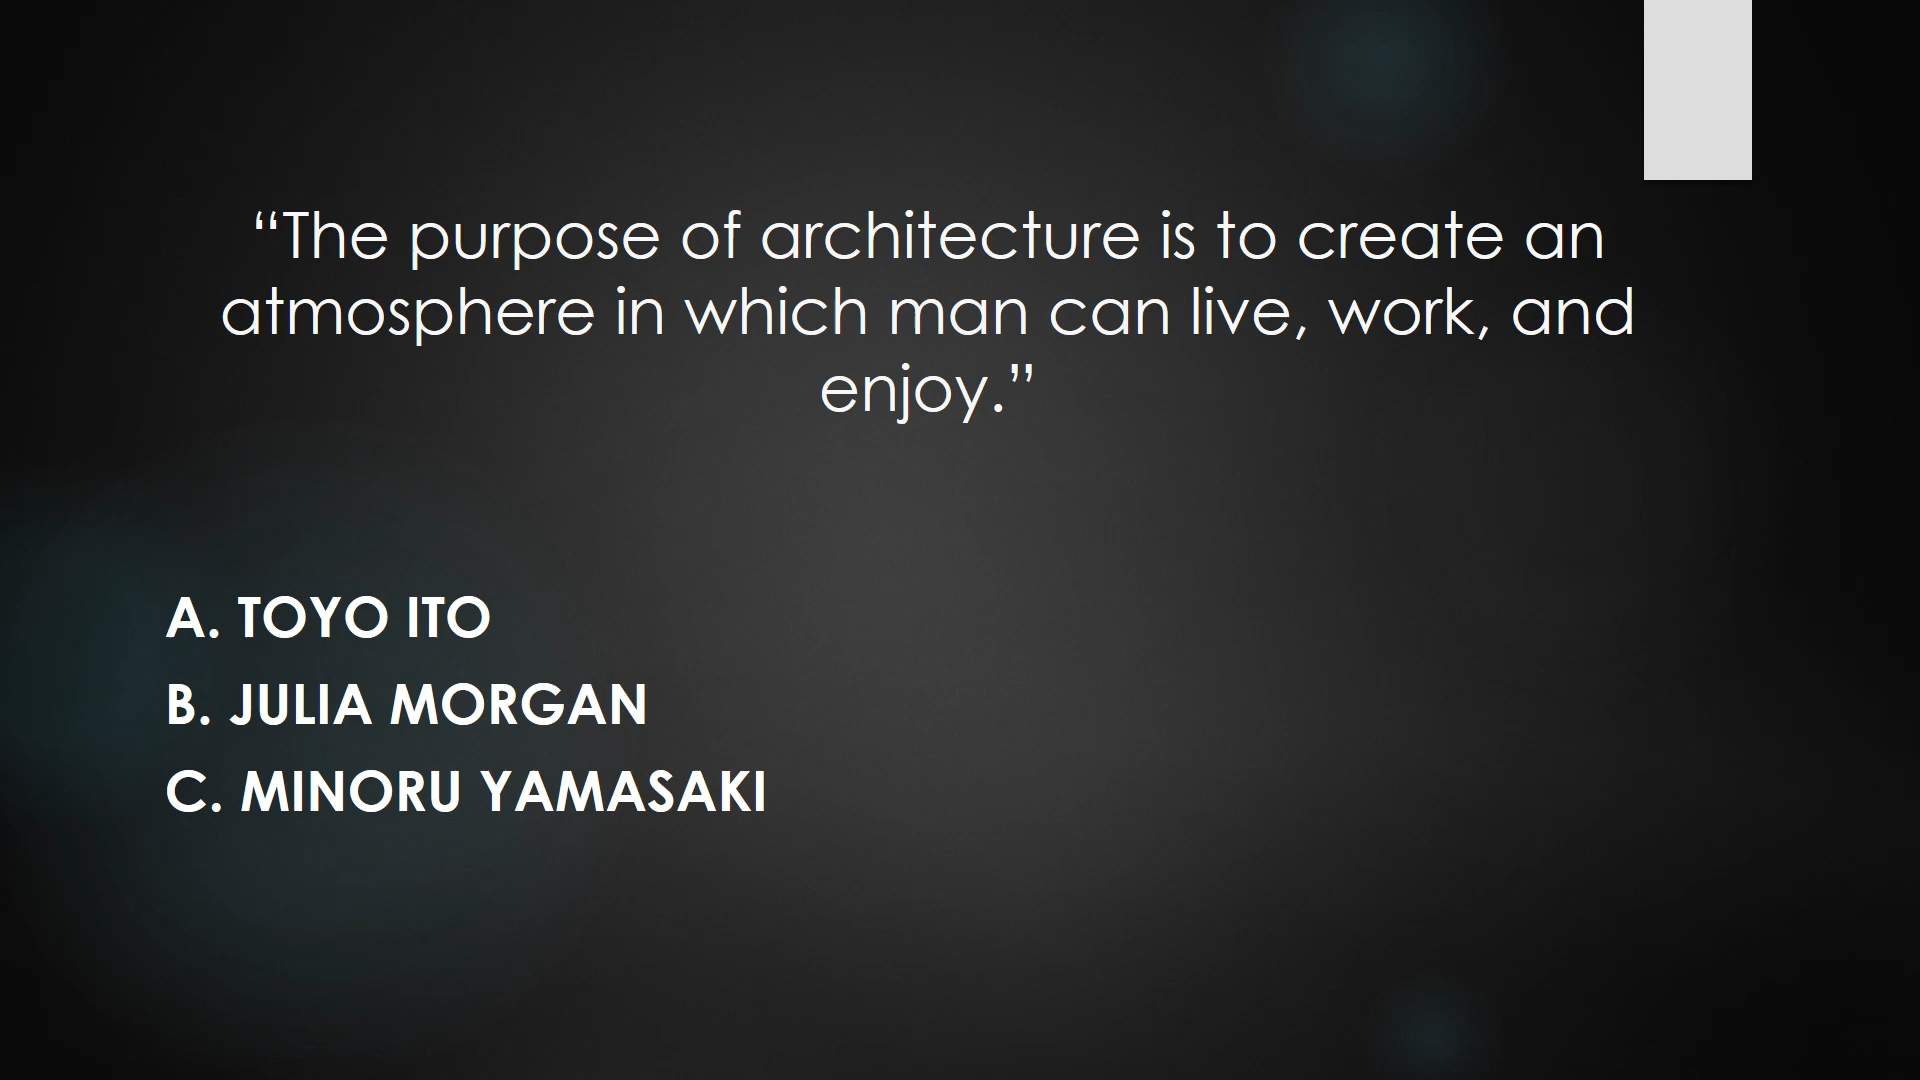 “The purpose of architecture is to create an
atmosphere in which man can live, work, and
enjoy.”
A. TOYO ITO
B. JULIA MORGAN
C. MINORU YAMASAKI